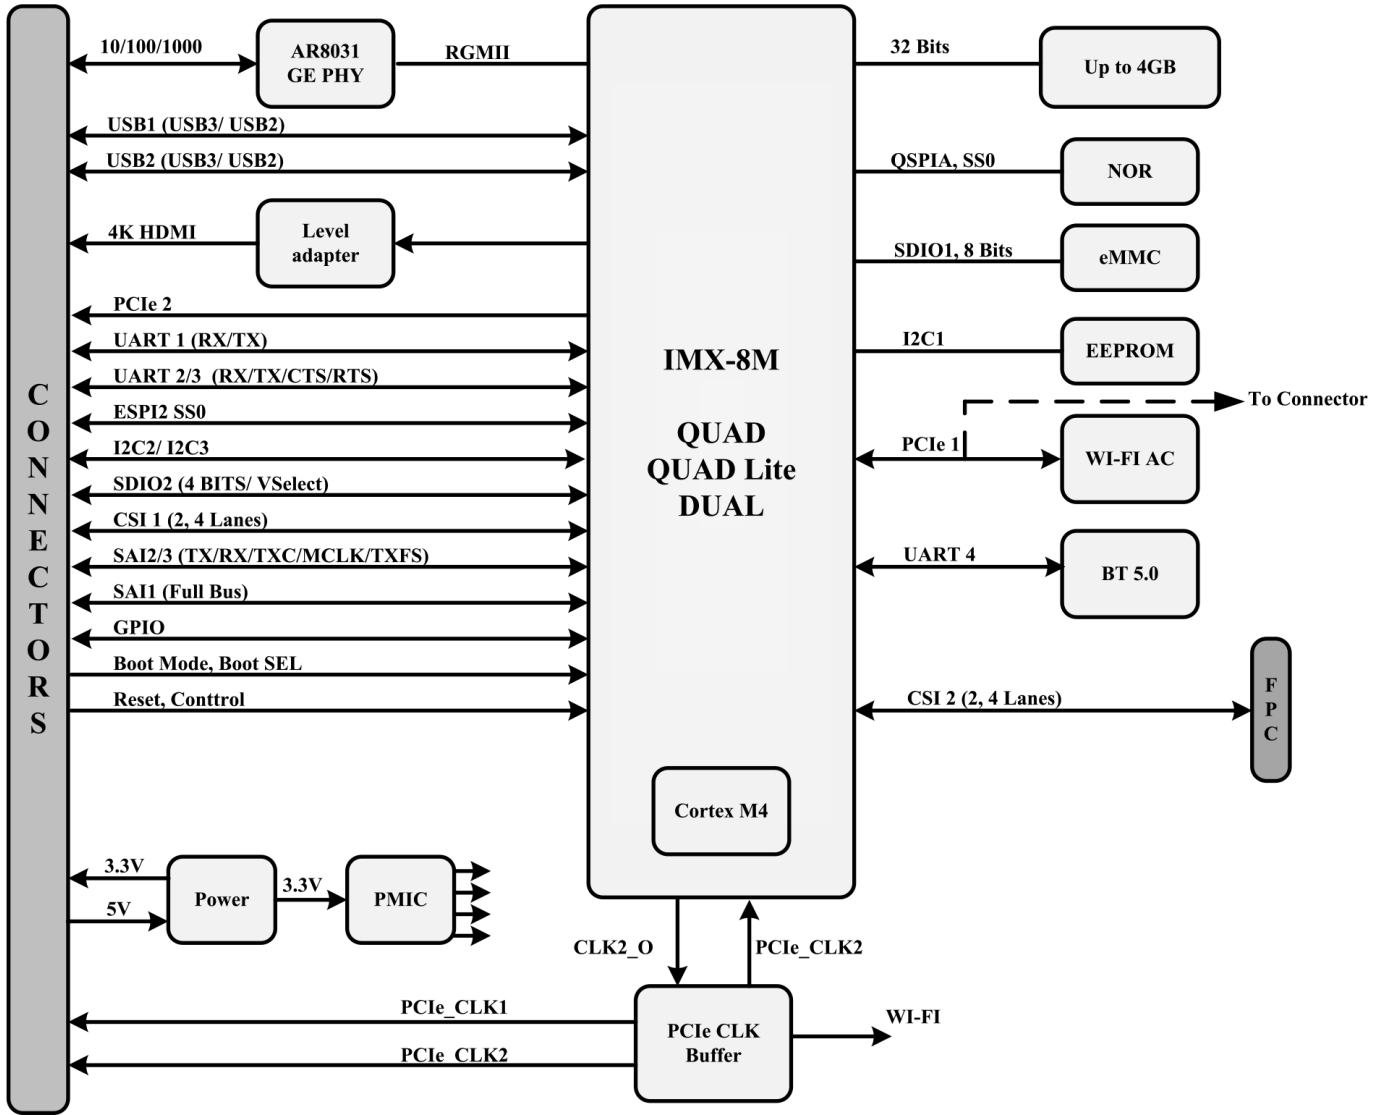 CONNECTORS
10/100/1000
AR8031
GE PHY
RGMII
USB1 (USB3/ USB2)
USB2 (USB3/ USB2)
4K HDMI
Level
adapter
PCIe 2
UART 1 (RX/TX)
UART 2/3 (RX/TX/CTS/RTS)
ESPI2 SS0
I2C2/ I2C3
SDIO2 (4 BITS/ VSelect)
CSI 1 (2, 4 Lanes)
SAI2/3 (TX/RX/TXC/MCLK/TXFS)
SAI1 (Full Bus)
GPIO
Boot Mode, Boot SEL
Reset, Conttrol
3.3V
5V
Power
3.3V
PMIC
IMX-8M
QUAD
QUAD Lite
DUAL
Cortex M4
32 Bits
Up to 4GB
QSPIA, SS0
NOR
SDIO1, 8 Bits
eMMC
I2C1
EEPROM
To Connector
PCIe 1
WI-FI AC
UART 4
BT 5.0
CSI 2 (2, 4 Lanes)
FPC
CLK2_O
PCIe_CLK2
PCIe_CLK1
PCIe_CLK2
PCIe CLK
Buffer
WI-FI